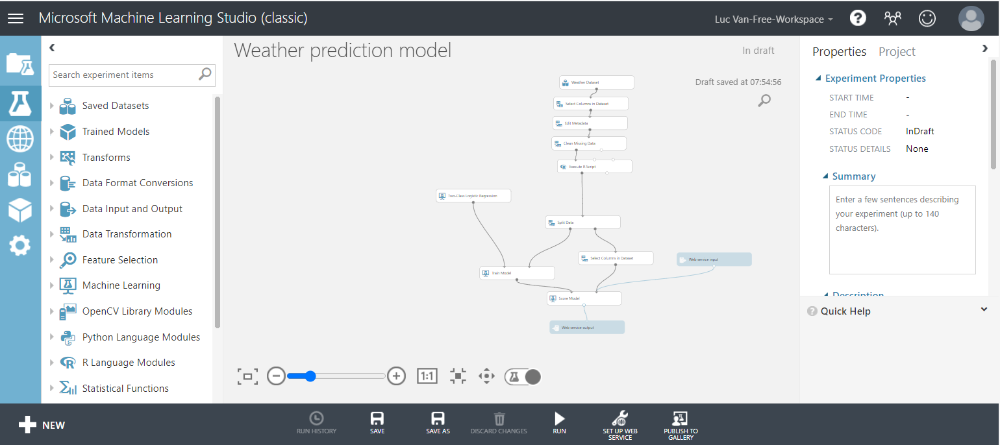 Microsoft Machine Learning Studio (classic)
Luc Van-Free-Workspace
?
Search experiment items
Saved Datasets
Trained Models
Transforms
Data Format Conversions
Data Input and Output
Data Transformation
Feature Selection
Machine Learning
OpenCV Library Modules
Python Language Modules
R Language Modules
Statistical Functions
Weather prediction model
In draft
Draft saved at 07:54:56
Weather Dataset
Select Columns in Dataset
Edit Metadata
Clean Missing Data
Execute R Script
Two-Class Logistic Regression
Split Data
Select Columns in Dataset
Web service input
Train Model
Score Model
Web service output
1:1
Properties Project
Experiment Properties
START TIME -
END TIME -
STATUS CODE InDraft
STATUS DETAILS None
Summary
Enter a few sentences describing
your experiment (up to 140
characters).
Description
? Quick Help
NEW
RUN HISTORY
SAVE
SAVE AS
DISCARD CHANGES
RUN
SET UP WEB
SERVICE
PUBLISH TO
GALLERY